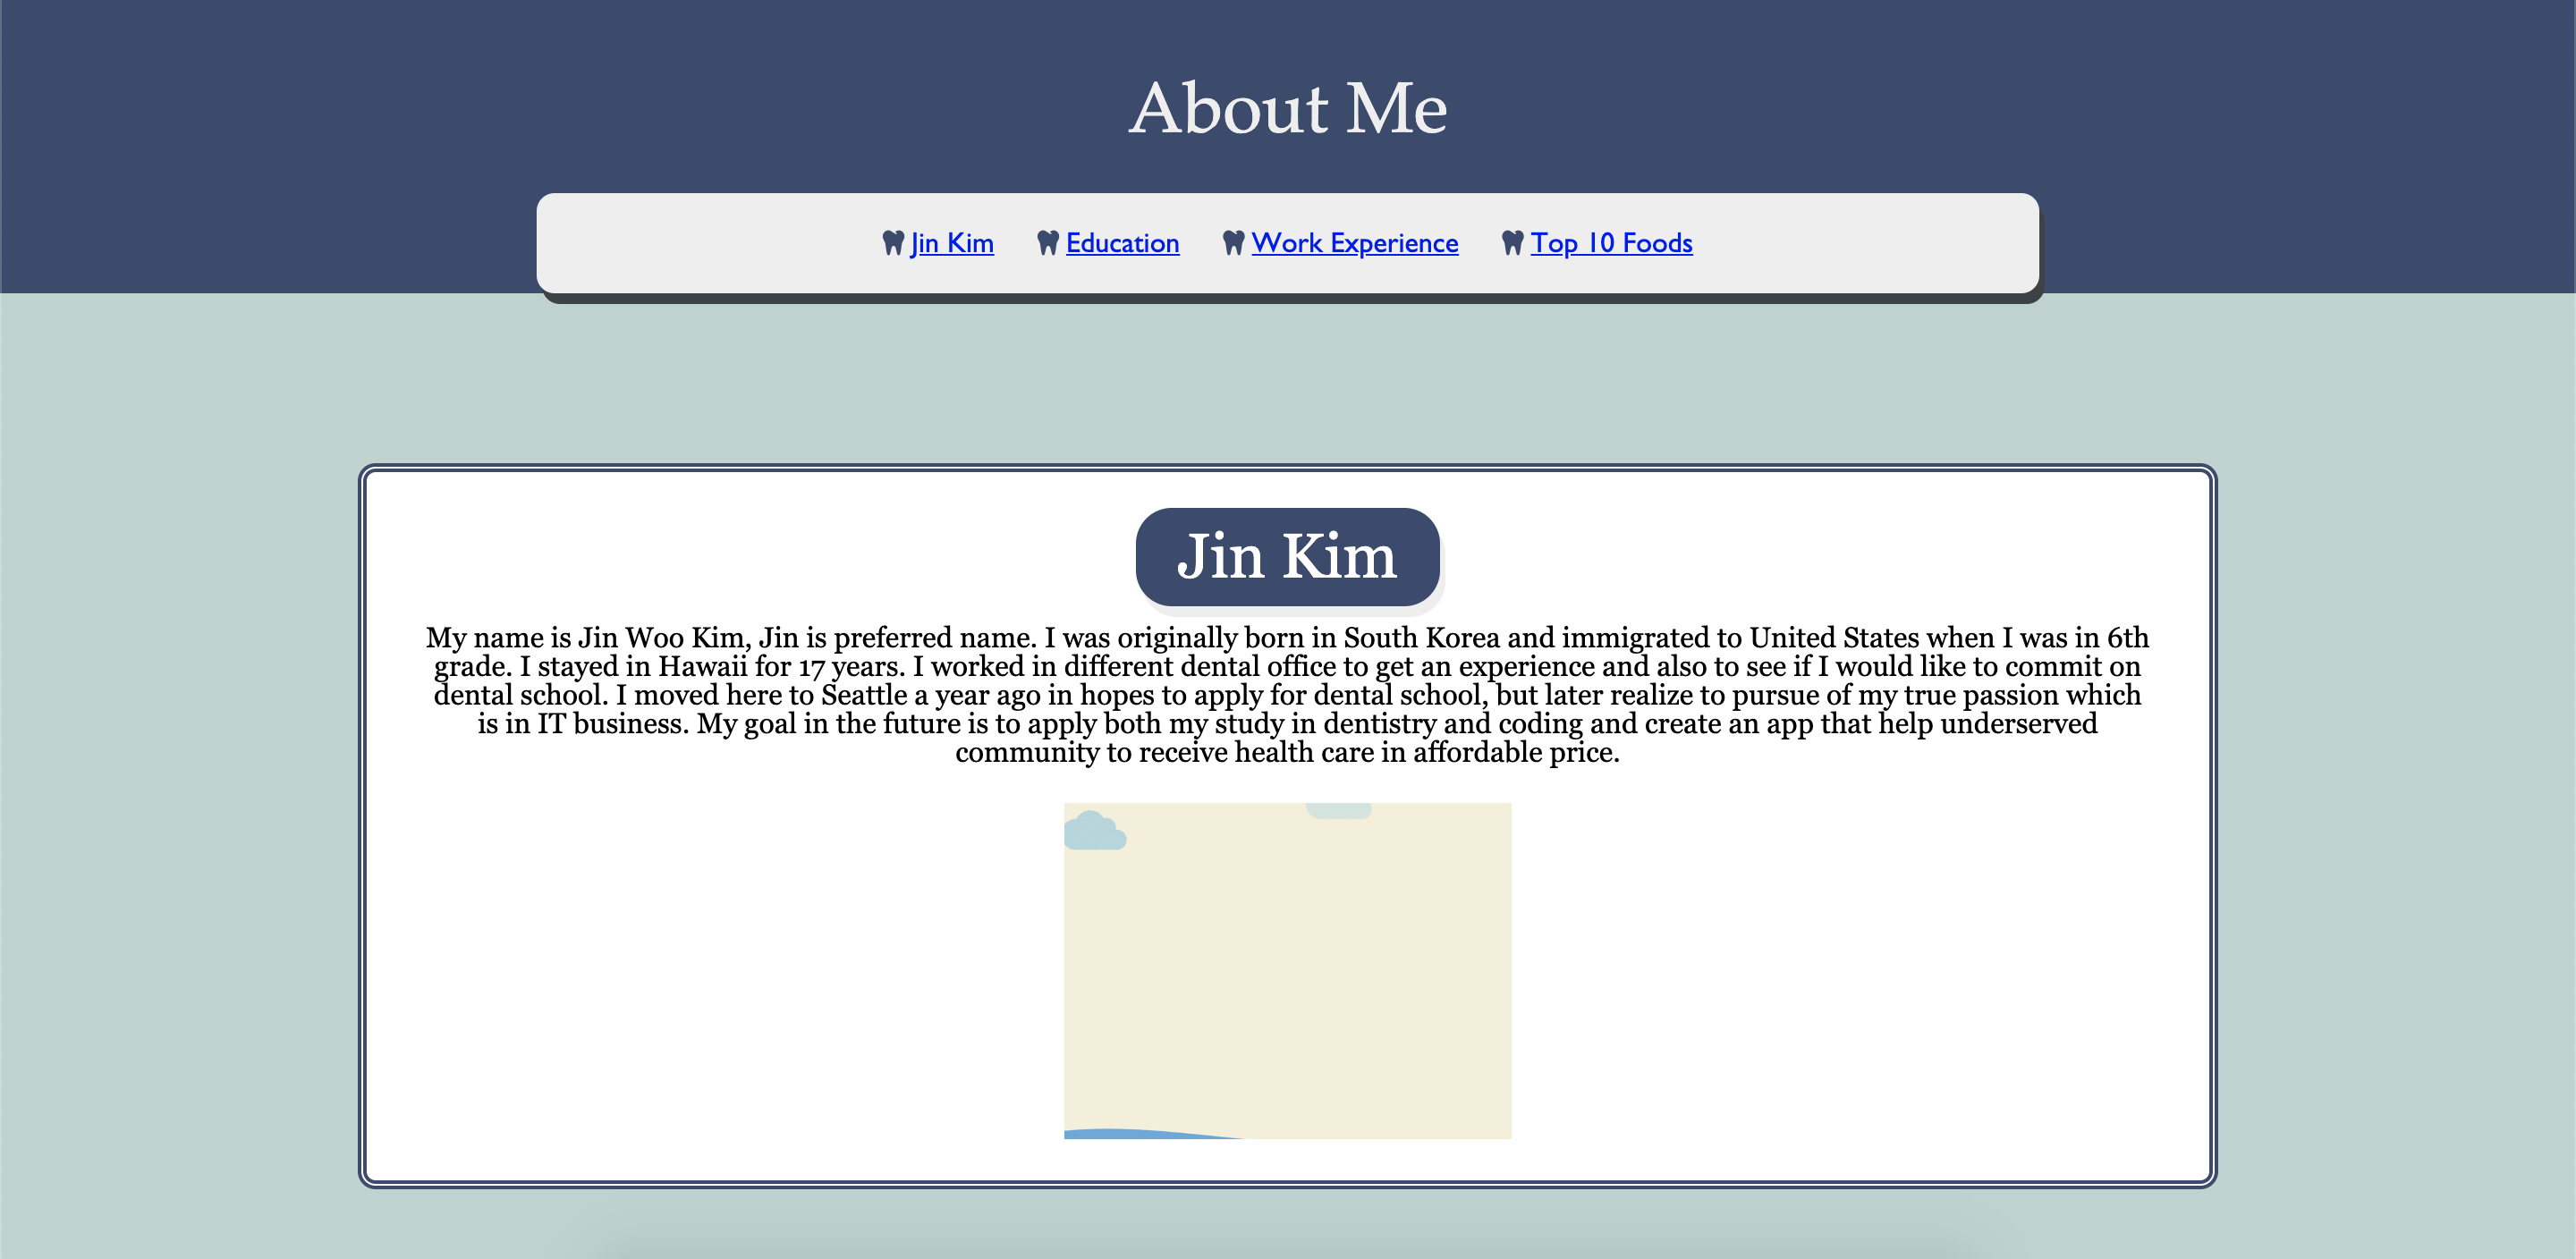 About Me
Jin Kim Education Work Experience Top 10 Foods
Jin Kim
My name is Jin Woo Kim, Jin is preferred name. I was originally born in South Korea and immigrated to United States when I was in 6th
grade. I stayed in Hawaii for 17 years. I worked in different dental office to get an experience and also to see if I would like to commit on
dental school. I moved here to Seattle a year ago in hopes to apply for dental school, but later realize to pursue of my true passion which
is in IT business. My goal in the future is to apply both my study in dentistry and coding and create an app that help underserved
community to receive health care in affordable price.